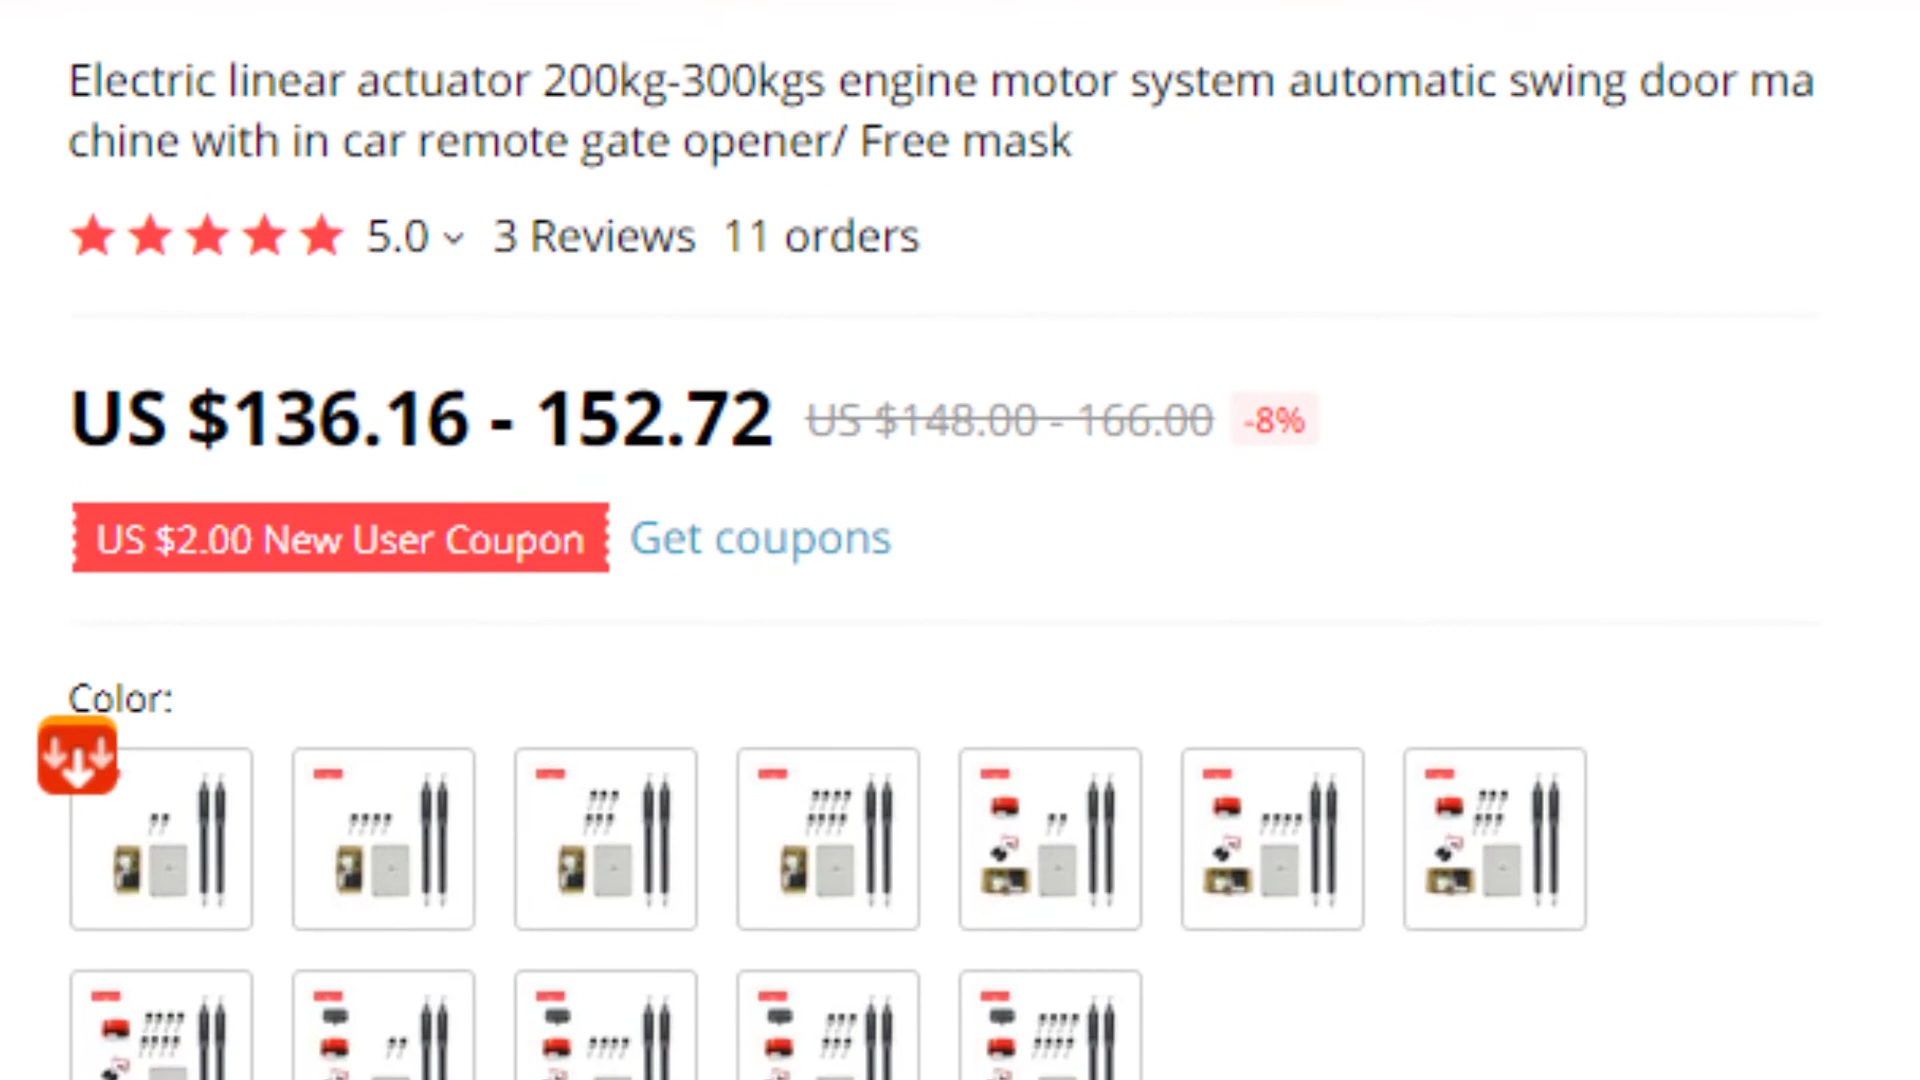 Electric linear actuator 200kg-300kgs engine motor system automatic swing door ma
chine with in car remote gate opener/ Free mask
5.0 3 Reviews 11 orders
US $136.16 - 152.72 US $148.00 - 166.00 -8%
US $2.00 New User Coupon Get coupons
Color: